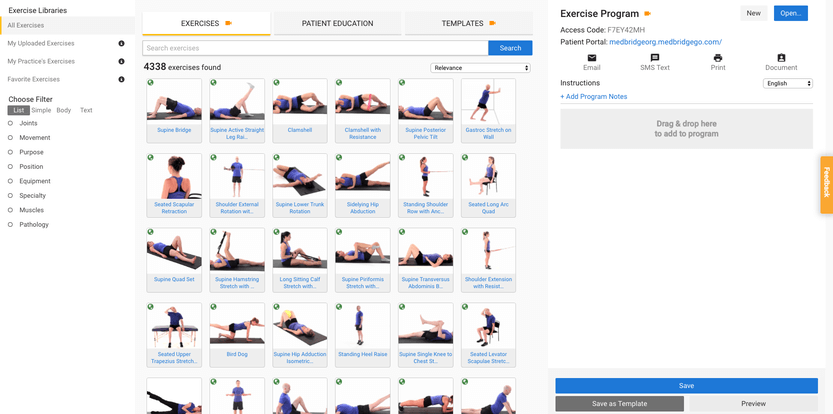 Exercise Libraries
All Exercises
My Uploaded Exercises
My Practice's Exercises
Favorite Exercises
Choose Filter
List Simple Body Text
Joints
Movement
Purpose
Position
Equipment
Specialty
Muscles
Pathology
EXERCISES PATIENT EDUCATION TEMPLATES
Search exercises Search
4338 exercises found Relevance
Supine Bridge
Supine Active Straight
Leg Rai...
Clamshell
Clamshell with
Resistance
Supine Posterior
Pelvic Tilt
Gastroc Stretch on
Wall
Seated Scapular
Retraction
Shoulder External
Rotation wit...
Supine Lower Trunk
Rotation
Sidelying Hip
Abduction
Standing Shoulder
Row with Anc...
Seated Long Arc
Quad
Supine Quad Set
Supine Hamstring
Stretch with ...
Long Sitting Calf
Stretch with...
Supine Piriformis
Stretch with...
Supine Transversus
Abdominis B...
Shoulder Extension
with Resist...
Seated Upper
Trapezius Stretch...
Bird Dog
Supine Hip Adduction
Isometric...
Standing Heel Raise
Supine Single Knee to
Chest St...
Seated Levator
Scapulae Stretc...
Exercise Program New Open...
Access Code: F7EY42MH
Patient Portal: medbridgeorg.medbridgego.com/
Email SMS Text Print Document
Instructions English
+ Add Program Notes
Drag & drop here
to add to program
Feedback
Save
Save as Template Preview